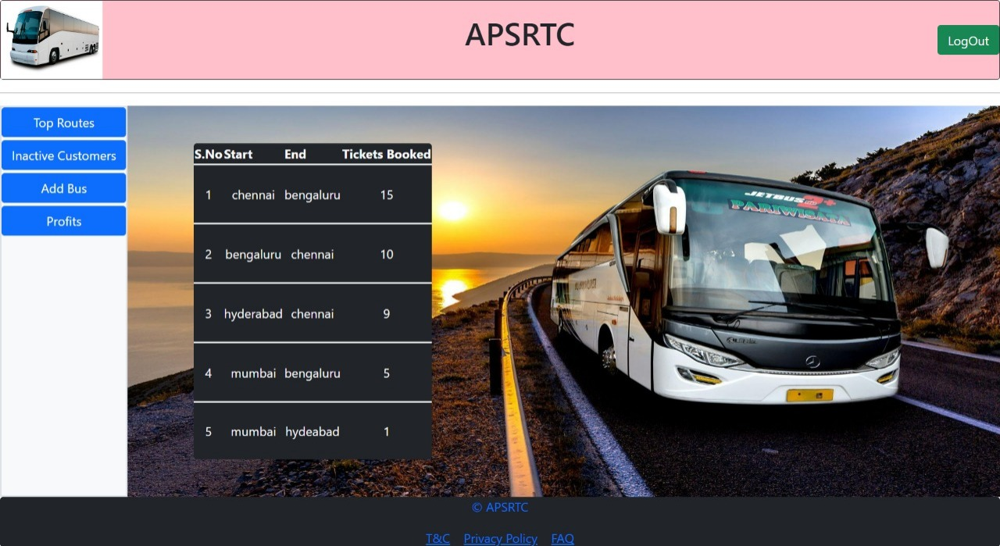 APSRTC
LogOut
Top Routes
Inactive Customers
Add Bus
Profits
S.No Start End Tickets Booked
1 chennai bengaluru 15
2 bengaluru chennai 10
3 hyderabad chennai 9
4 mumbai bengaluru 5
5 mumbai hydeabad 1
JETBUS 2+
PARIWISATA
© APSRTC
T&C Privacy Policy FAQ